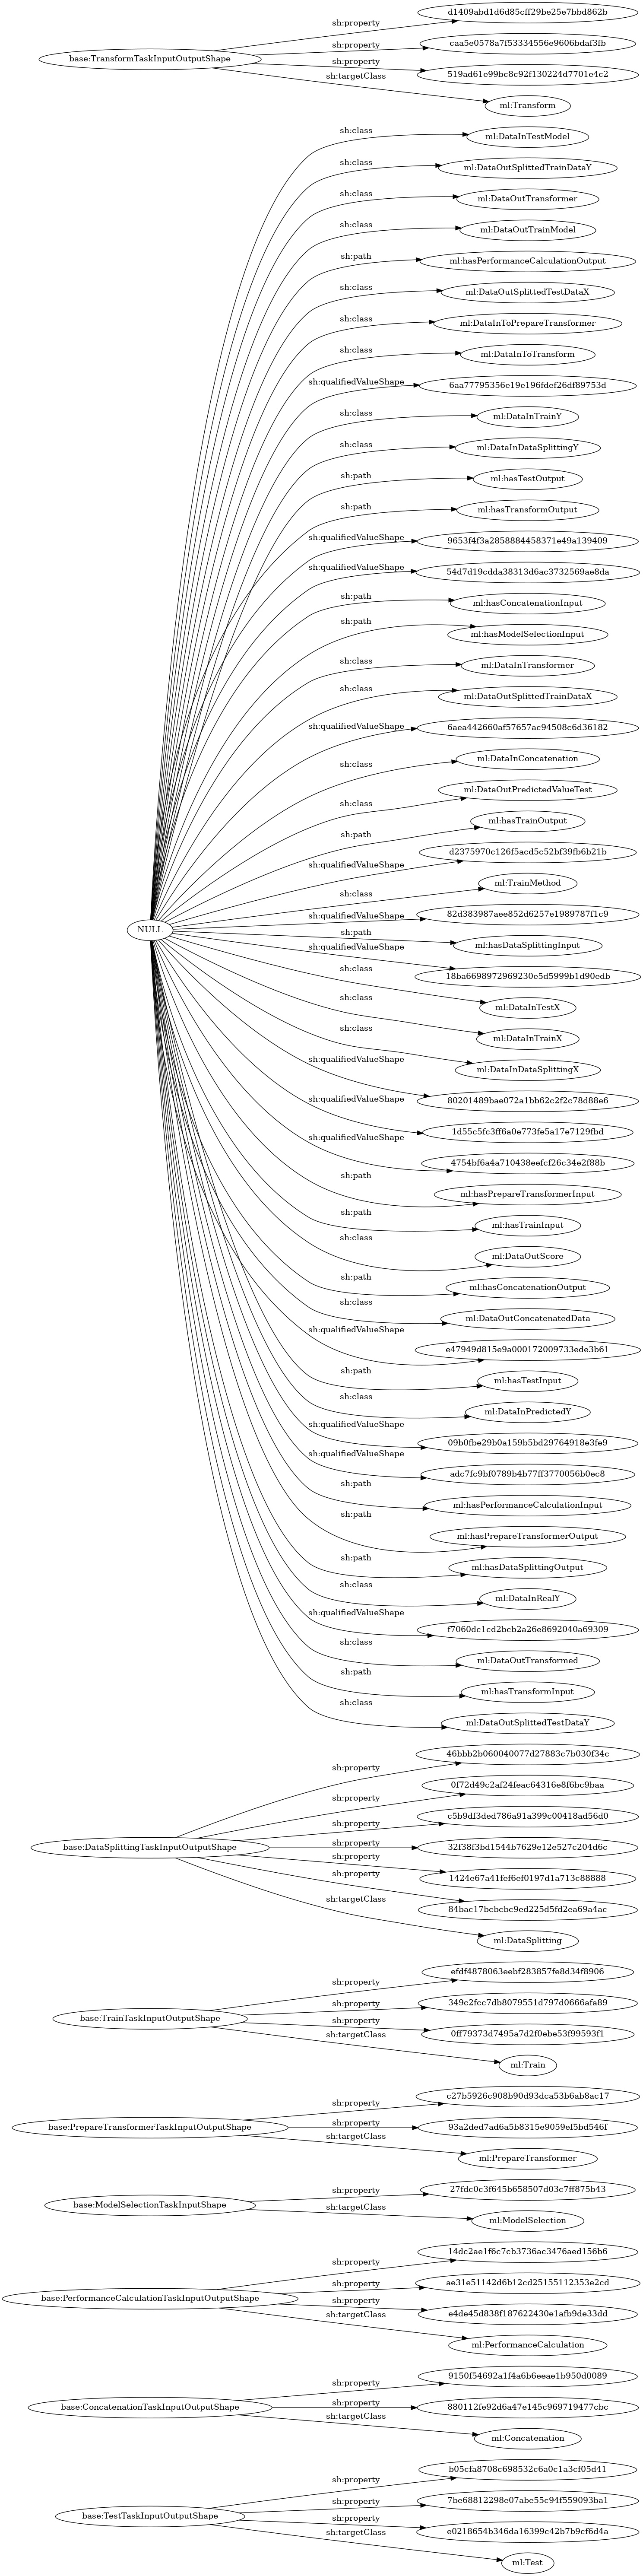 d1409abd1d6d85cff29be25e7bbd862b
sh:property
caa5e0578a7f53334556e9606bdaf3fb
sh:property
base:TransformTaskInputOutputShape
sh:property
519ad61e99bc8c92f130224d7701e4c2
sh:targetClass
ml:Transform
sh:class
ml:DataInTestModel
sh:class
ml:DataOutSplittedTrainDataY
sh:class
ml:DataOutTransformer
sh:class
ml:DataOutTrainModel
sh:path
ml:hasPerformanceCalculationOutput
sh:class
ml:DataOutSplittedTestDataX
sh:class
ml:DataInToPrepareTransformer
sh:class
ml:DataInToTransform
sh:qualifiedValueShape
6aa77795356e19e196fdef26df89753d
sh:class
ml:DataInTrainY
sh:class
ml:DataInDataSplittingY
sh:path
ml:hasTestOutput
sh:path
ml:hasTransformOutput
sh:qualifiedValueShape
9653f4f3a2858884458371e49a139409
sh:qualifiedValueShape
54d7d19cdda38313d6ac3732569ae8da
sh:path
ml:hasConcatenationInput
sh:path
ml:hasModelSelectionInput
sh:class
ml:DataInTransformer
sh:class
ml:DataOutSplittedTrainDataX
sh:qualifiedValueShape
6aea442660af57657ac94508c6d36182
sh:class
ml:DataInConcatenation
sh:class
ml:DataOutPredictedValueTest
sh:path
ml:hasTrainOutput
sh:qualifiedValueShape
d2375970c126f5acd5c52bf39fb6b21b
sh:class
ml:TrainMethod
sh:qualifiedValueShape
82d383987aee852d6257e1989787f1c9
NULL
sh:path
ml:hasDataSplittingInput
sh:qualifiedValueShape
18ba6698972969230e5d5999b1d90edb
sh:class
ml:DataInTestX
sh:class
ml:DataInTrainX
sh:class
ml:DataInDataSplittingX
sh:qualifiedValueShape
80201489bae072a1bb62c2f2c78d88e6
sh:qualifiedValueShape
1d55c5fc3ff6a0e773fe5a17e7129fbd
sh:qualifiedValueShape
4754bf6a4a710438eefcf26c34e2f88b
sh:path
ml:hasPrepareTransformerInput
sh:path
ml:hasTrainInput
sh:class
ml:DataOutScore
sh:path
ml:hasConcatenationOutput
sh:class
ml:DataOutConcatenatedData
sh:qualifiedValueShape
e47949d815e9a000172009733ede3b61
sh:path
ml:hasTestInput
sh:class
ml:DataInPredictedY
sh:qualifiedValueShape
09b0fbe29b0a159b5bd29764918e3fe9
sh:qualifiedValueShape
adc7fc9bf0789b4b77ff3770056b0ec8
sh:path
ml:hasPerformanceCalculationInput
sh:path
ml:hasPrepareTransformerOutput
sh:path
ml:hasDataSplittingOutput
sh:class
ml:DataInRealY
sh:qualifiedValueShape
f7060dc1cd2bcb2a26e8692040a69309
sh:class
ml:DataOutTransformed
sh:path
ml:hasTransformInput
sh:class
ml:DataOutSplittedTestDataY
46bbb2b060040077d27883c7b030f34c
sh:property
0f72d49c2af24feac64316e8f6bc9baa
sh:property
c5b9df3ded786a91a399c00418ad56d0
sh:property
base:DataSplittingTaskInputOutputShape
sh:property
32f38f3bd1544b7629e12e527c204d6c
sh:property
1424e67a41fef6ef0197d1a713c88888
sh:property
84bac17bcbcbc9ed225d5fd2ea69a4ac
sh:targetClass
ml:DataSplitting
efdf4878063eebf283857fe8d34f8906
sh:property
349c2fcc7db8079551d797d0666afa89
sh:property
base:TrainTaskInputOutputShape
sh:property
0ff79373d7495a7d2f0ebe53f99593f1
sh:targetClass
ml:Train
c27b5926c908b90d93dca53b6ab8ac17
sh:property
base:PrepareTransformerTaskInputOutputShape
sh:property
93a2ded7ad6a5b8315e9059ef5bd546f
sh:targetClass
ml:PrepareTransformer
27fdc0c3f645b658507d03c7ff875b43
sh:property
base:ModelSelectionTaskInputShape
sh:targetClass
ml:ModelSelection
14dc2ae1f6c7cb3736ac3476aed156b6
sh:property
ae31e51142d6b12cd25155112353e2cd
sh:property
base:PerformanceCalculationTaskInputOutputShape
sh:property
e4de45d838f187622430e1afb9de33dd
sh:targetClass
ml:PerformanceCalculation
9150f54692a1f4a6b6eeae1b950d0089
sh:property
base:ConcatenationTaskInputOutputShape
sh:property
880112fe92d6a47e145c969719477cbc
sh:targetClass
ml:Concatenation
b05cfa8708c698532c6a0c1a3cf05d41
sh:property
7be68812298e07abe55c94f559093ba1
sh:property
base:TestTaskInputOutputShape
sh:property
e0218654b346da16399c42b7b9cf6d4a
sh:targetClass
ml:Test